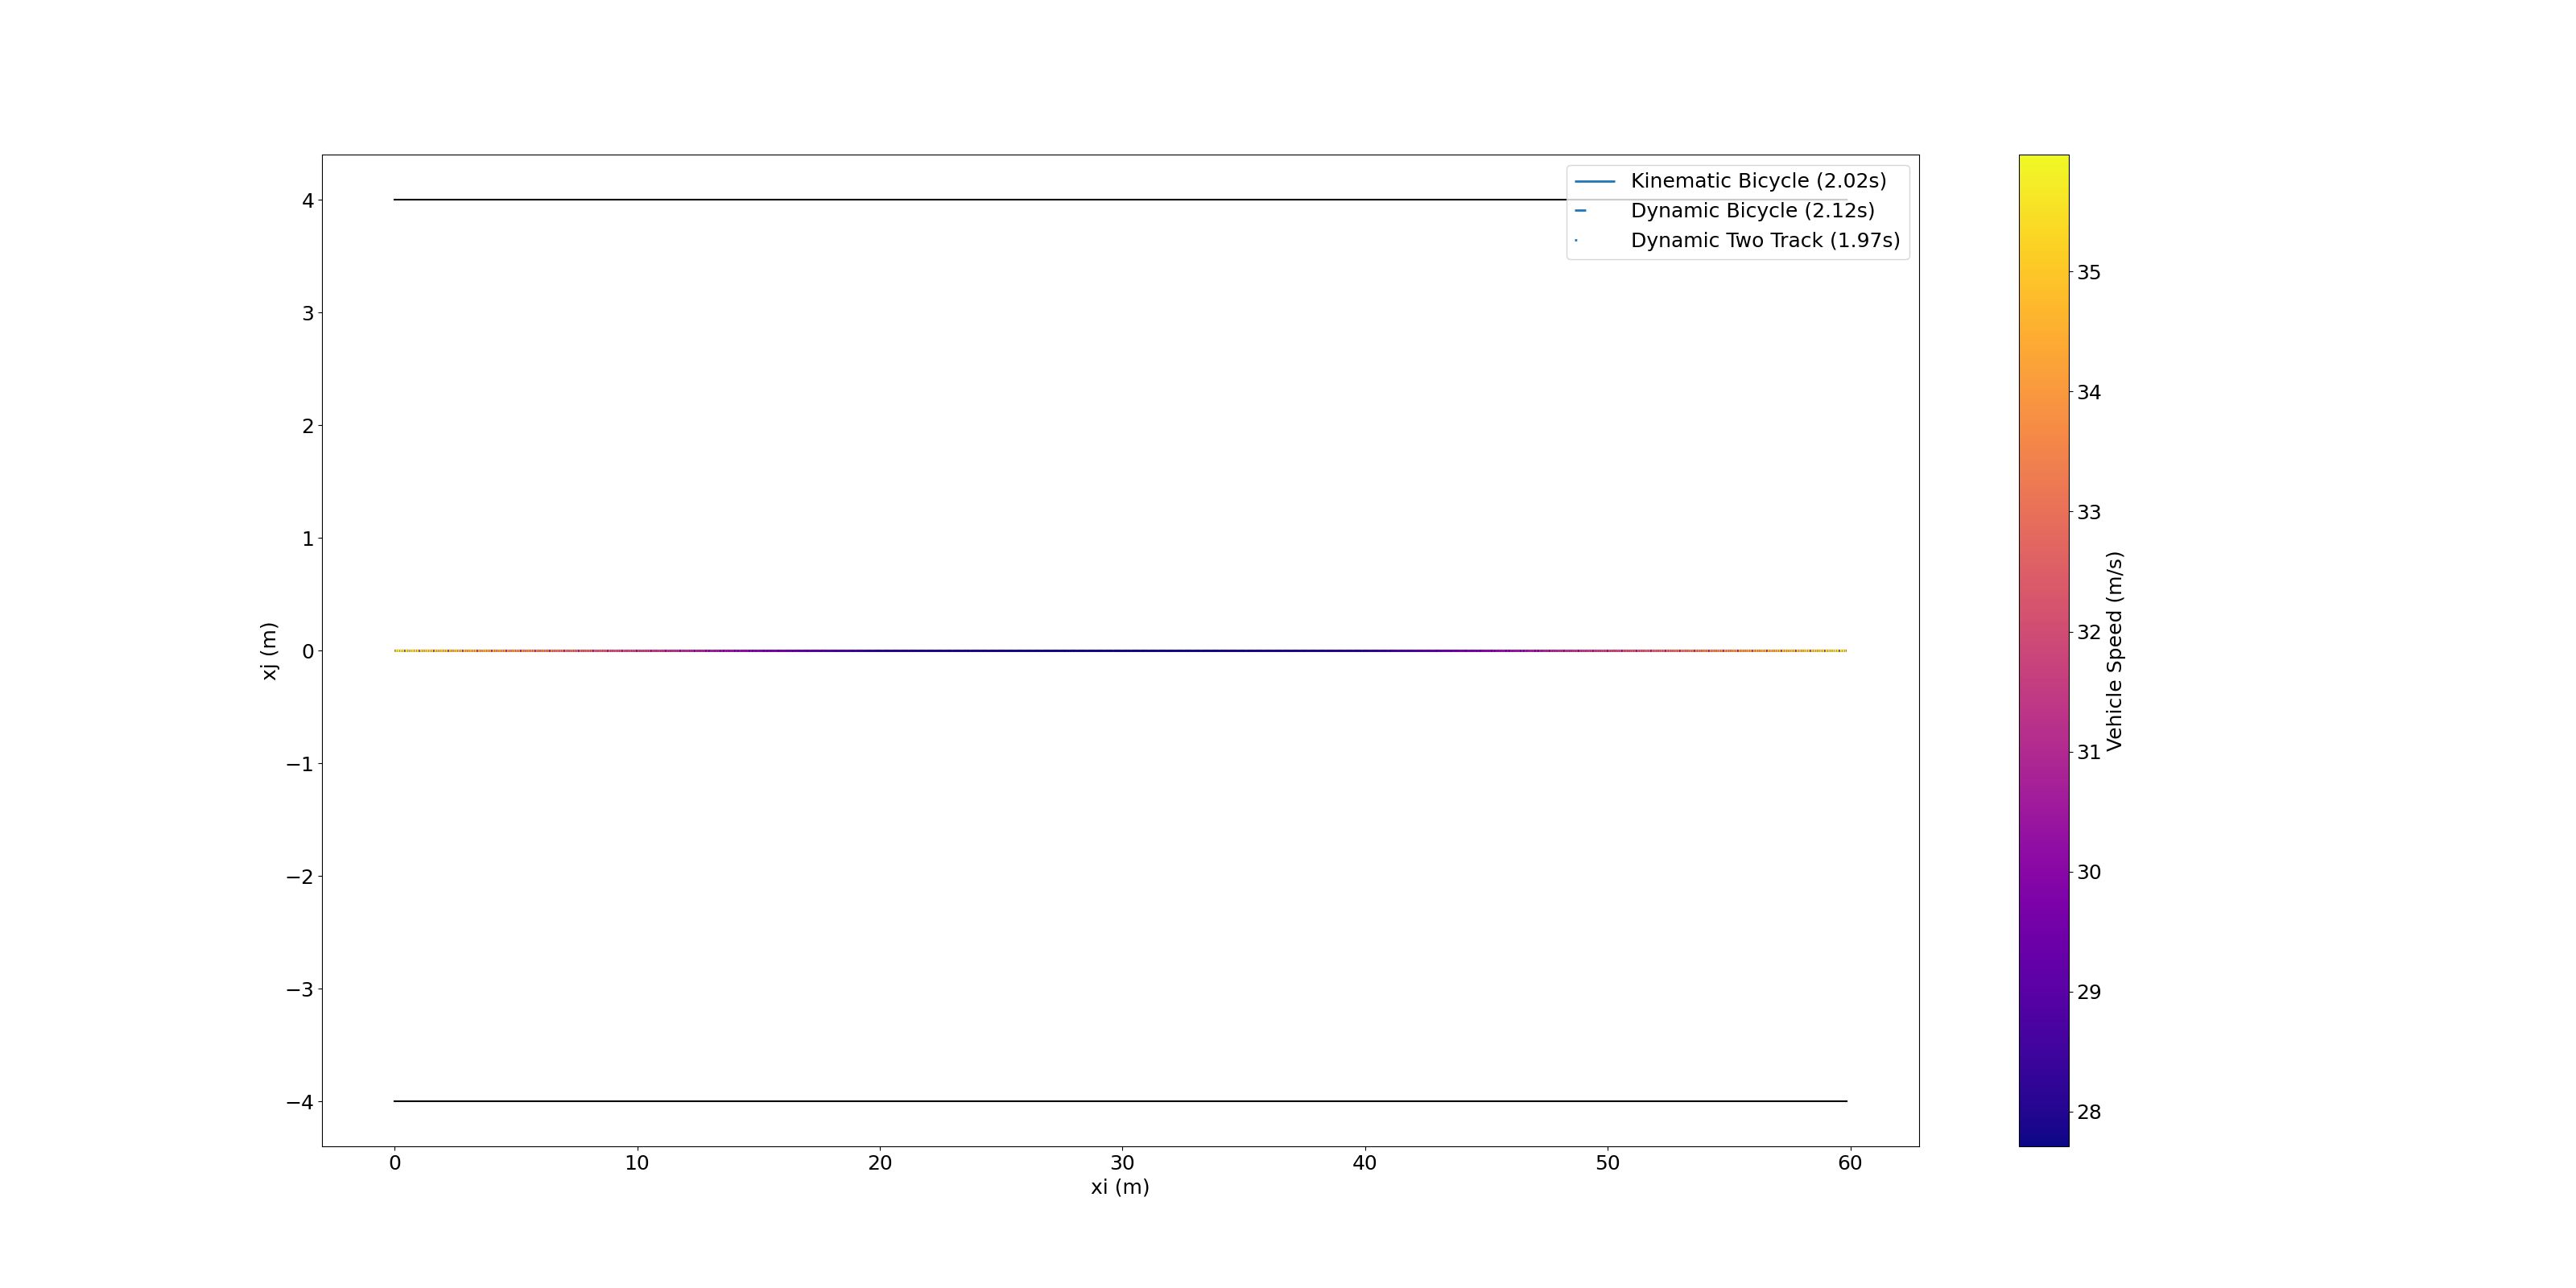 Kinematic Bicycle (2.02s)
Dynamic Bicycle (2.12s)
Dynamic Two Track (1.97s)
4
3
2
1
0
−1
−2
−3
−4
xj (m)
0 10 20 30 40 50 60
xi (m)
35
34
33
32
31
30
29
28
Vehicle Speed (m/s)